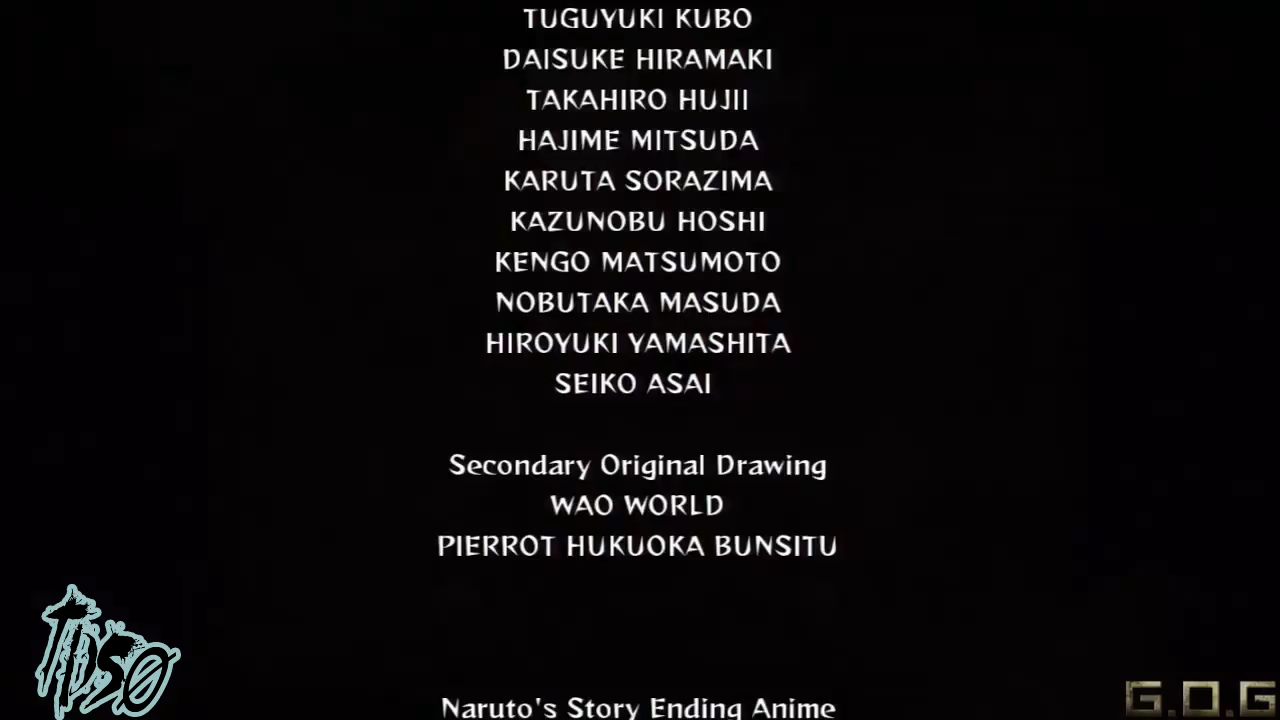 TUGUYUKI KUBO
DAISUKE HIRAMAKI
TAKAHIRO HUJII
HAJIME MITSUDA
KARUTA SORAZIMA
KAZUNOBU HOSHI
KENGO MATSUMOTO
NOBUTAKA MASUDA
HIROYUKI YAMASHITA
SEIKO ASAI
Secondary Original Drawing
WAO WORLD
PIERROT HUKUOKA BUNSITU
Naruto's Story Ending Anime
G.O.G